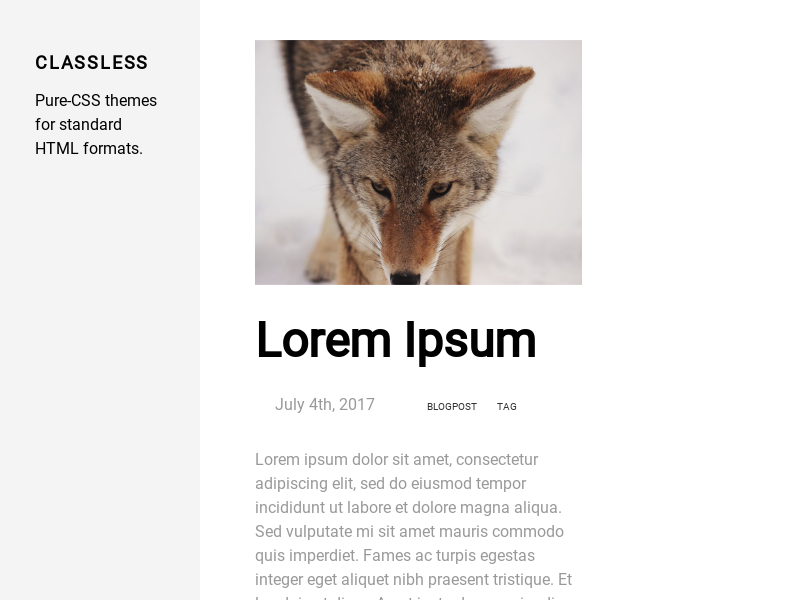 CLASSLESS
Pure-CSS themes
for standard
HTML formats.
Lorem Ipsum
July 4th, 2017 BLOGPOST TAG
Lorem ipsum dolor sit amet, consectetur
adipiscing elit, sed do eiusmod tempor
incididunt ut labore et dolore magna aliqua.
Sed vulputate mi sit amet mauris commodo
quis imperdiet. Fames ac turpis egestas
integer eget aliquet nibh praesent tristique. Et